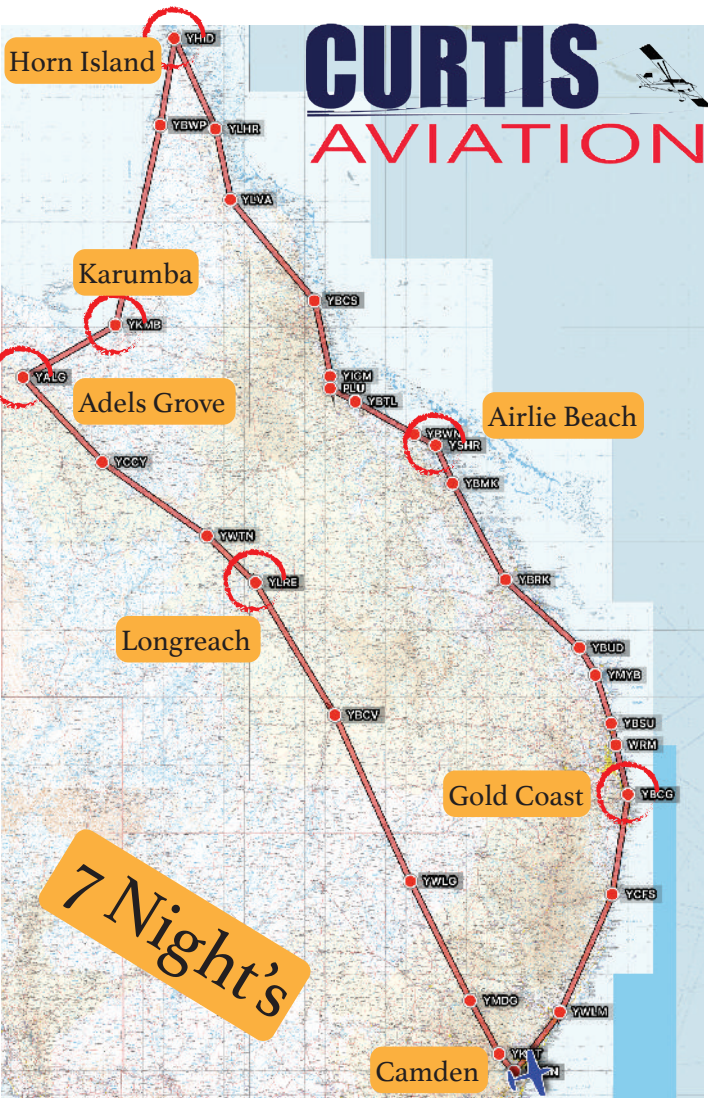 CURTIS
AVIATION
YHID
Horn Island
YBWP
YLHR
YLVA
Karumba
YBCS
YKMB
YALG
YIGM
PLU
Adels Grove
YBTL
Airlie Beach
YBWN
YSHR
YCCY
YBMK
YWTN
YBRK
YLRE
Longreach
YBUD
YMYB
YBCV
YBSU
WRM
Gold Coast
YBCG
7 Night's
YWLG
YCFS
YMDG
YWLM
Camden